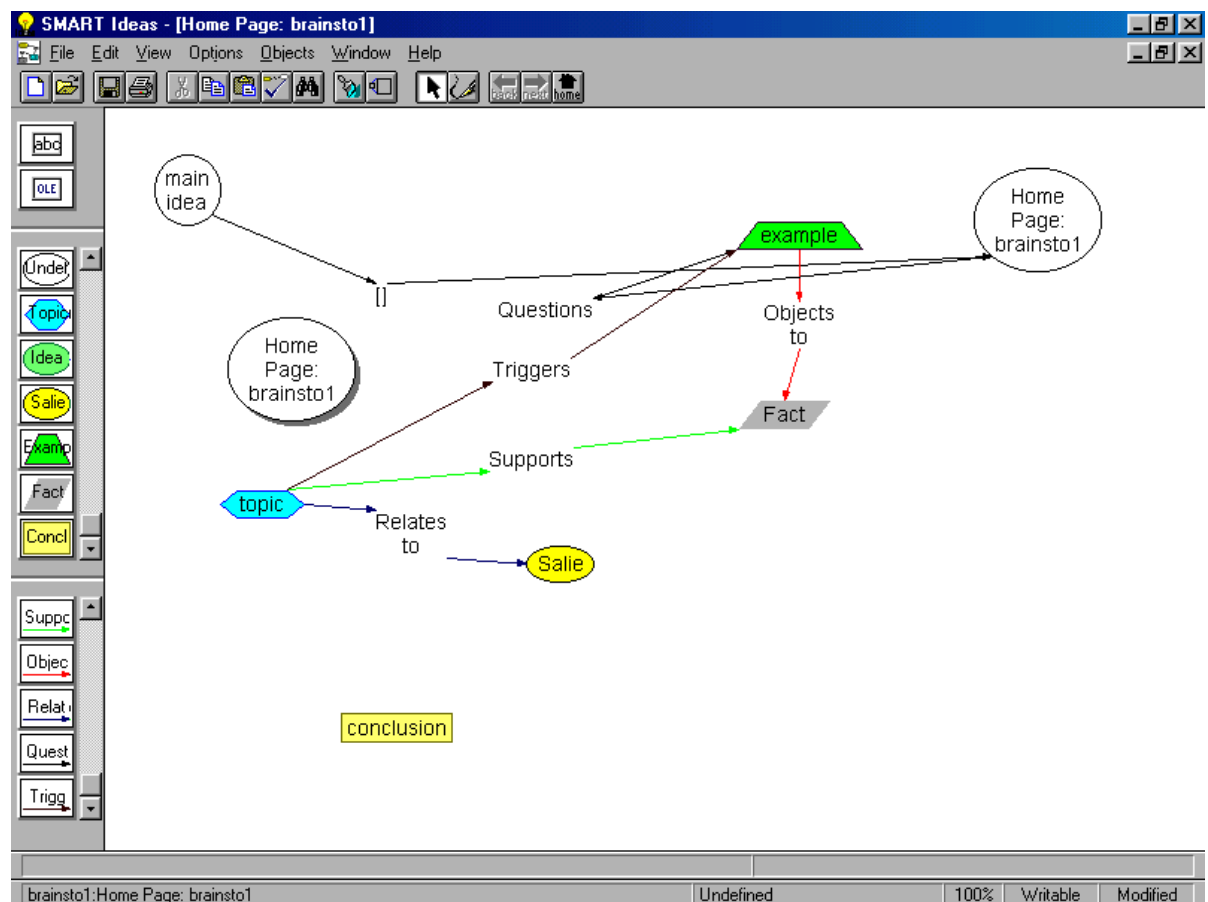 SMART Ideas - [Home Page: brainsto1]
File Edit View Options Objects Window Help
back next home
abc
OLE
Undef
Topic
Idea
Salie
Examp
Fact
Concl
Suppo
Objec
Relat
Quest
Trigg
main
idea
[]
Home
Page:
brainsto1
example
Questions
Objects
to
Home
Page:
brainsto1
Triggers
Fact
Supports
topic
Relates
to
Salie
conclusion
brainsto1:Home Page: brainsto1 Undefined 100% Writable Modified